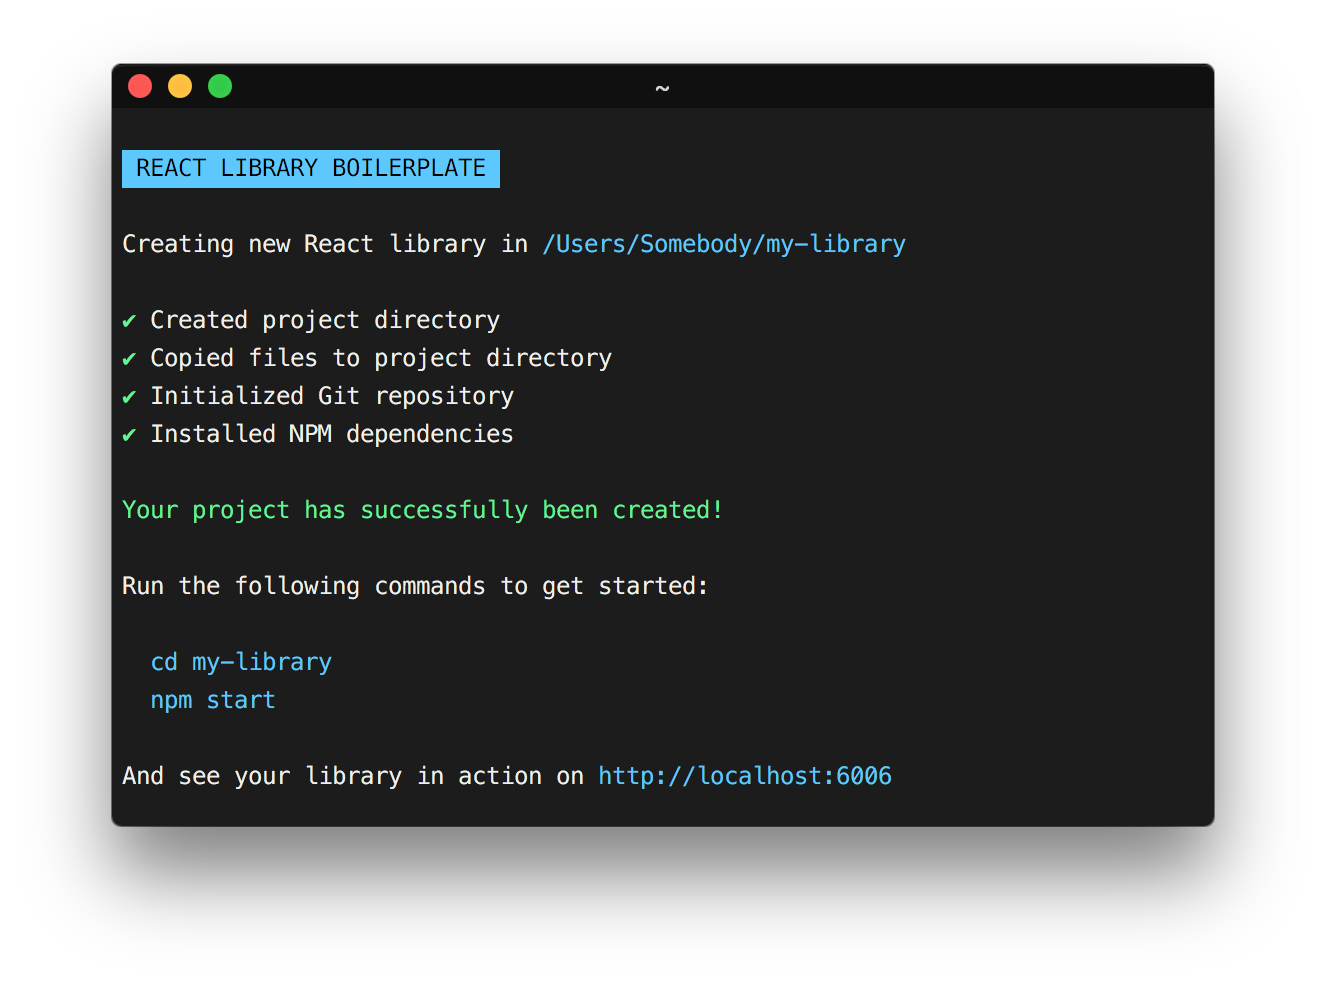 ~
REACT LIBRARY BOILERPLATE
Creating new React library in /Users/Somebody/my-library
✔ Created project directory
✔ Copied files to project directory
✔ Initialized Git repository
✔ Installed NPM dependencies
Your project has successfully been created!
Run the following commands to get started:
cd my-library
npm start
And see your library in action on http://localhost:6006